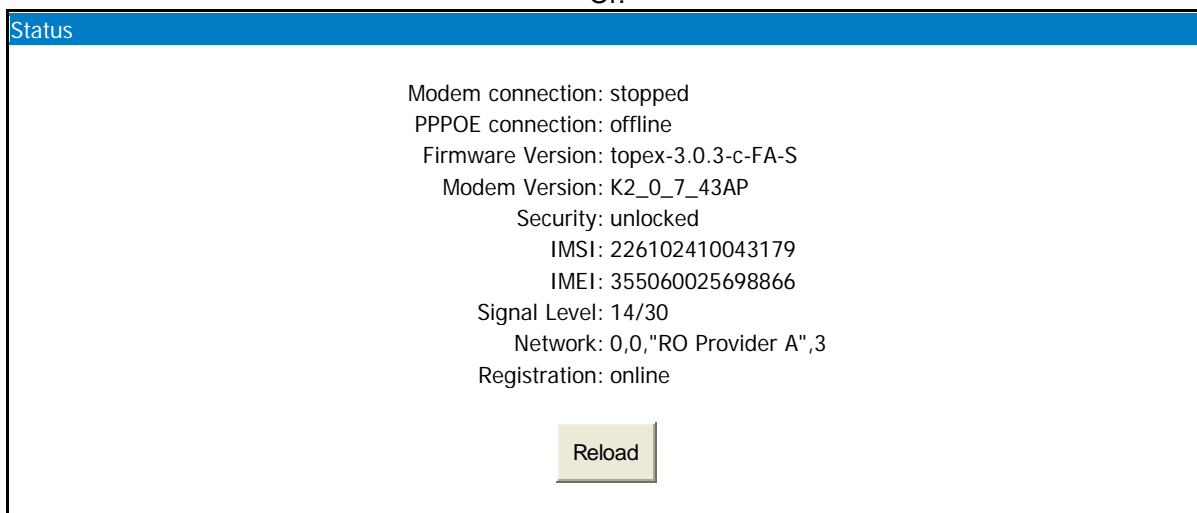 Status
Modem connection: stopped
PPPOE connection: offline
Firmware Version: topex-3.0.3-c-FA-S
Modem Version: K2_0_7_43AP
Security: unlocked
IMSI: 226102410043179
IMEI: 355060025698866
Signal Level: 14/30
Network: 0,0,"RO Provider A",3
Registration: online
Reload